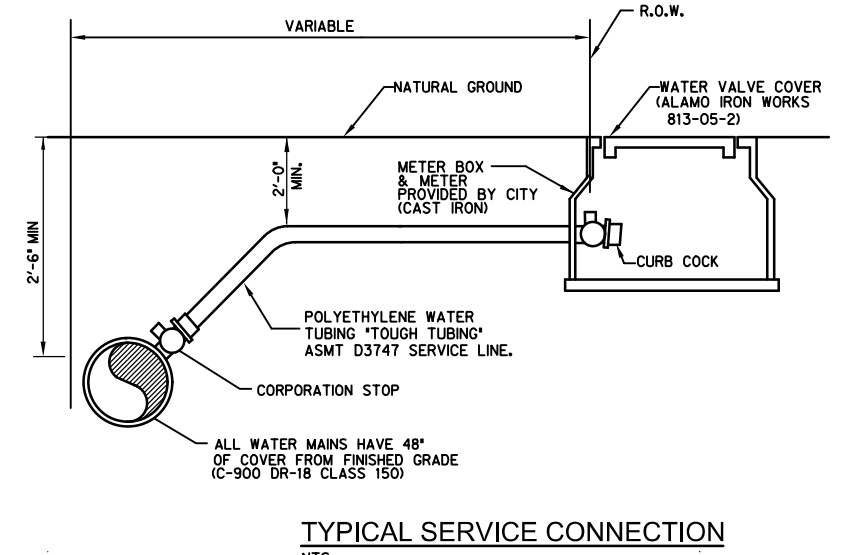 R.O.W.
VARIABLE
NATURAL GROUND
WATER VALVE COVER
(ALAMO IRON WORKS
813-05-2)
2'-0"
MIN.
METER BOX
& METER
PROVIDED BY CITY
(CAST IRON)
2'-6" MIN
CURB COCK
POLYETHYLENE WATER
TUBING "TOUGH TUBING"
ASMT D3747 SERVICE LINE.
CORPORATION STOP
ALL WATER MAINS HAVE 48"
OF COVER FROM FINISHED GRADE
(C-900 DR-18 CLASS 150)
TYPICAL SERVICE CONNECTION
NTS